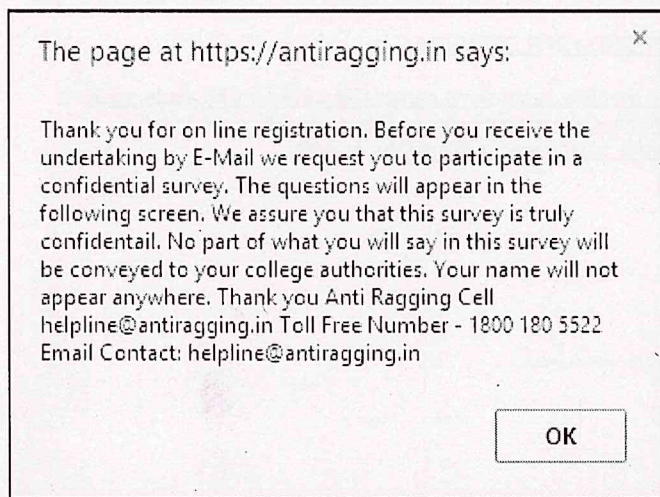 The page at https://antiragging.in says:
×
Thank you for on line registration. Before you receive the
undertaking by E-Mail we request you to participate in a
confidential survey. The questions will appear in the
following screen. We assure you that this survey is truly
confidentail. No part of what you will say in this survey will
be conveyed to your college authorities. Your name will not
appear anywhere. Thank you Anti Ragging Cell
helpline@antiragging.in Toll Free Number - 1800 180 5522
Email Contact: helpline@antiragging.in
OK